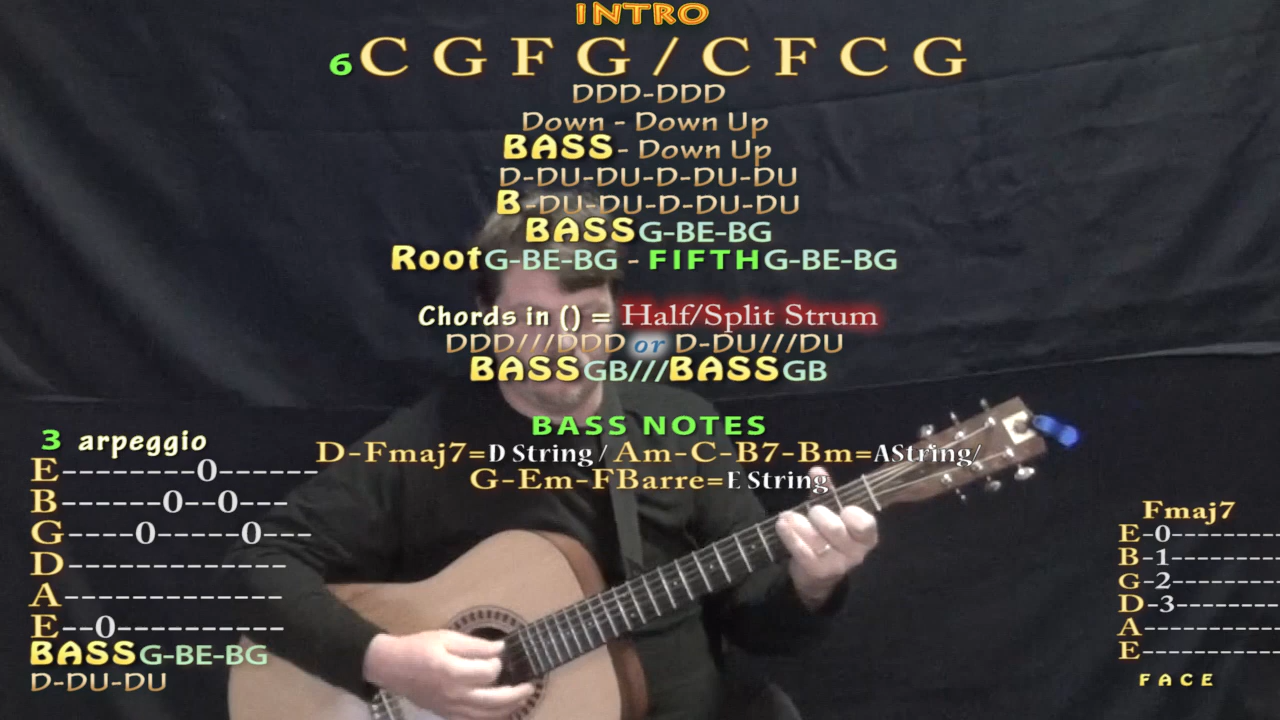 INTRO
6 C G F G / C F C G
DDD-DDD
Down - Down Up
BASS - Down Up
D-DU-DU-D-DU-DU
B-DU-DU-D-DU-DU
BASSG-BE-BG
RootG-BE-BG - FIFTHG-BE-BG
Chords in () = Half/Split Strum
DDD///DDD or D-DU///DU
BASSGB///BASSGB
BASS NOTES
D-Fmaj7=D String / Am-C-B7-Bm=AString/
G-Em-FBarre=E String
3 arpeggio
E--------0------
B------0--0---
G----0-----0---
D-------------
A-------------
E--0----------
BASSG-BE-BG
D-DU-DU
Fmaj7
E-0--------
B-1--------
G-2--------
D-3--------
A----------
E----------
FACE